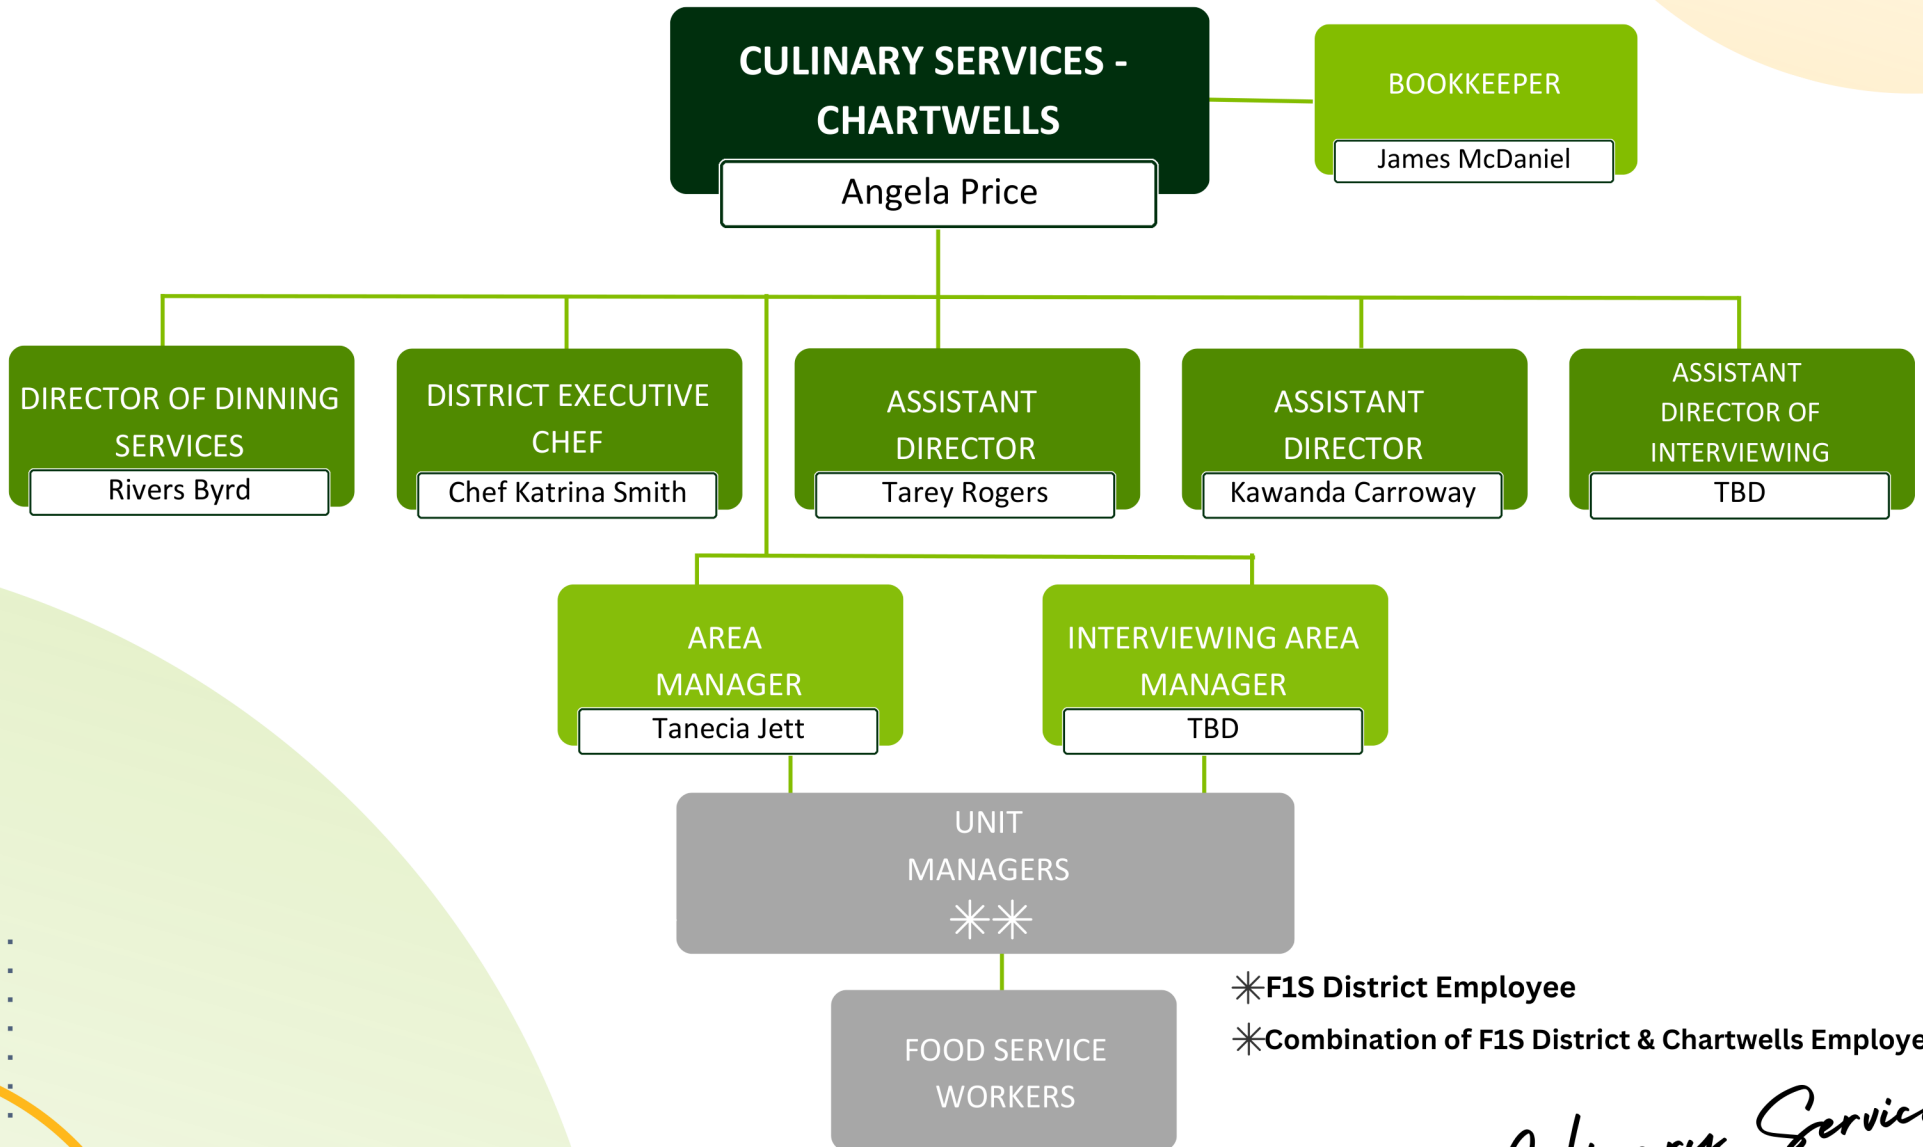 CULINARY SERVICES -
CHARTWELLS
Angela Price
BOOKKEEPER
James McDaniel
DIRECTOR OF DINNING
SERVICES
Rivers Byrd
DISTRICT EXECUTIVE
CHEF
Chef Katrina Smith
ASSISTANT
DIRECTOR
Tarey Rogers
ASSISTANT
DIRECTOR
Kawanda Carroway
ASSISTANT
DIRECTOR OF
INTERVIEWING
TBD
AREA
MANAGER
Tanecia Jett
INTERVIEWING AREA
MANAGER
TBD
UNIT
MANAGERS
✳✳
✳F1S District Employee
✳Combination of F1S District & Chartwells Employe
FOOD SERVICE
WORKERS